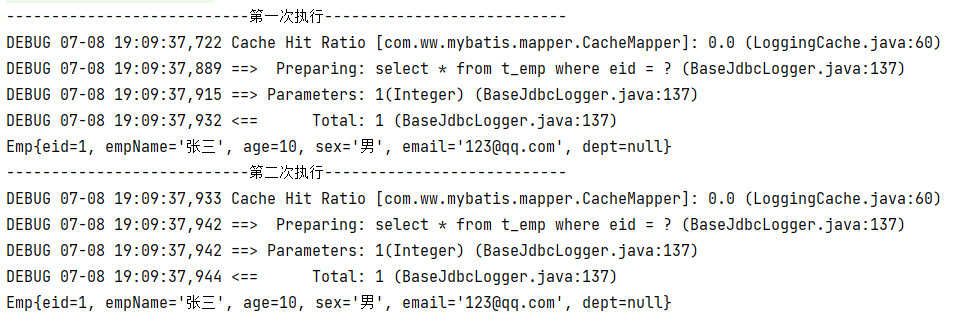 ---------------------------第一次执行---------------------------
DEBUG 07-08 19:09:37,722 Cache Hit Ratio [com.ww.mybatis.mapper.CacheMapper]: 0.0 (LoggingCache.java:60)
DEBUG 07-08 19:09:37,889 ==>  Preparing: select * from t_emp where eid = ? (BaseJdbcLogger.java:137)
DEBUG 07-08 19:09:37,915 ==> Parameters: 1(Integer) (BaseJdbcLogger.java:137)
DEBUG 07-08 19:09:37,932 <==      Total: 1 (BaseJdbcLogger.java:137)
Emp{eid=1, empName='张三', age=10, sex='男', email='123@qq.com', dept=null}
---------------------------第二次执行---------------------------
DEBUG 07-08 19:09:37,933 Cache Hit Ratio [com.ww.mybatis.mapper.CacheMapper]: 0.0 (LoggingCache.java:60)
DEBUG 07-08 19:09:37,942 ==>  Preparing: select * from t_emp where eid = ? (BaseJdbcLogger.java:137)
DEBUG 07-08 19:09:37,942 ==> Parameters: 1(Integer) (BaseJdbcLogger.java:137)
DEBUG 07-08 19:09:37,944 <==      Total: 1 (BaseJdbcLogger.java:137)
Emp{eid=1, empName='张三', age=10, sex='男', email='123@qq.com', dept=null}